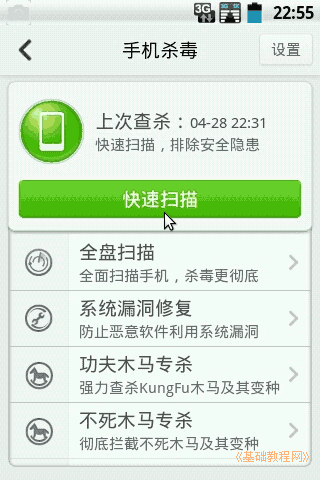 3G 3G 22:55
手机杀毒 设置
上次查杀：04-28 22:31
快速扫描，排除安全隐患
快速扫描
全盘扫描
全面扫描手机，杀毒更彻底
系统漏洞修复
防止恶意软件利用系统漏洞
功夫木马专杀
强力查杀KungFu木马及其变种
不死木马专杀
彻底拦截不死木马及其变种
《基础教程网》